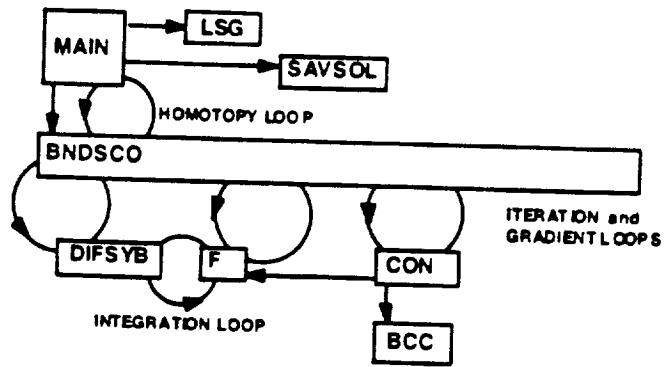 LSG
MAIN
SAVSOL
HOMOTOPY LOOP
BNDSCO
ITERATION and
GRADIENT LOOPS
DIFSYB
F
CON
INTEGRATION LOOP
BCC